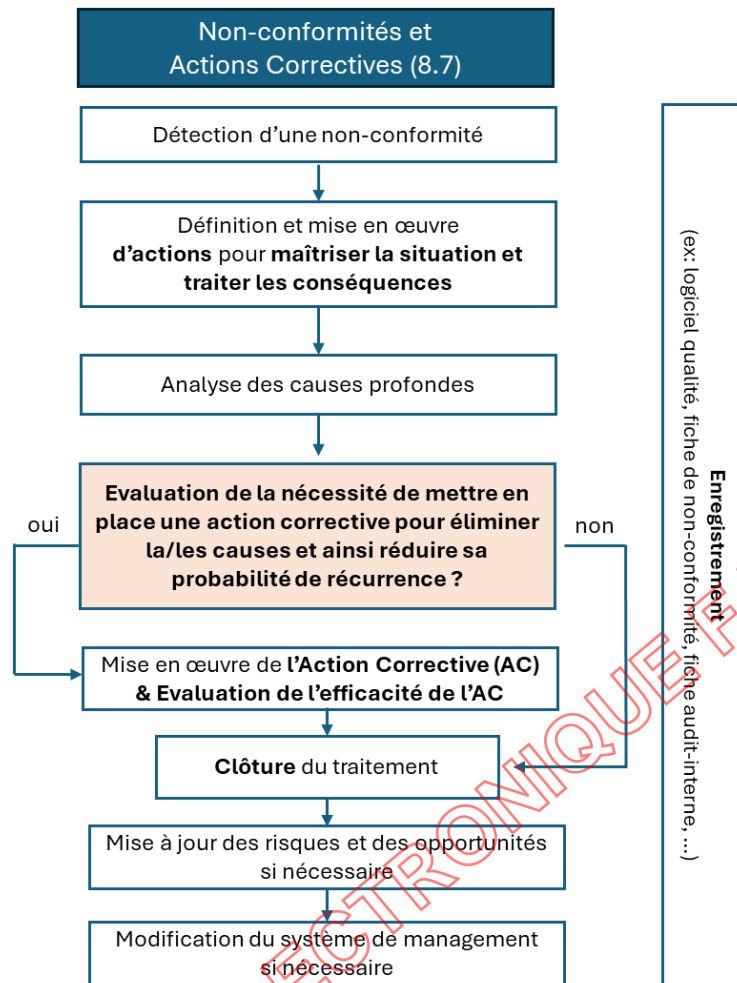 Non-conformités et
Actions Correctives (8.7)
Détection d’une non-conformité
Définition et mise en œuvre
d’actions pour maîtriser la situation et
traiter les conséquences
Analyse des causes profondes
Evaluation de la nécessité de mettre en
place une action corrective pour éliminer
la/les causes et ainsi réduire sa
probabilité de récurrence ?
oui
non
Mise en œuvre de l’Action Corrective (AC)
& Evaluation de l’efficacité de l’AC
Clôture du traitement
Mise à jour des risques et des opportunités
si nécessaire
Modification du système de management
si nécessaire
Enregistrement
(ex: logiciel qualité, fiche de non-conformité, fiche audit-interne, …)
ECTRONIQUE F